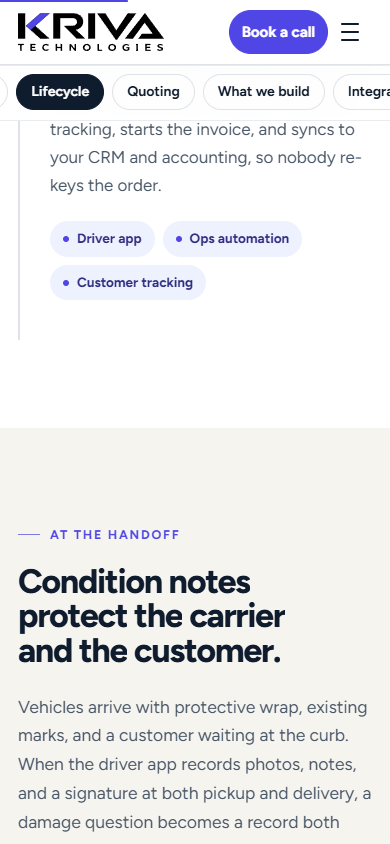 KRIVA
TECHNOLOGIES
Book a call
Lifecycle
Quoting
What we build
Integra
tracking, starts the invoice, and syncs to
your CRM and accounting, so nobody re-
keys the order.
Driver app
Ops automation
Customer tracking
AT THE HANDOFF
Condition notes
protect the carrier
and the customer.
Vehicles arrive with protective wrap, existing
marks, and a customer waiting at the curb.
When the driver app records photos, notes,
and a signature at both pickup and delivery, a
damage question becomes a record both